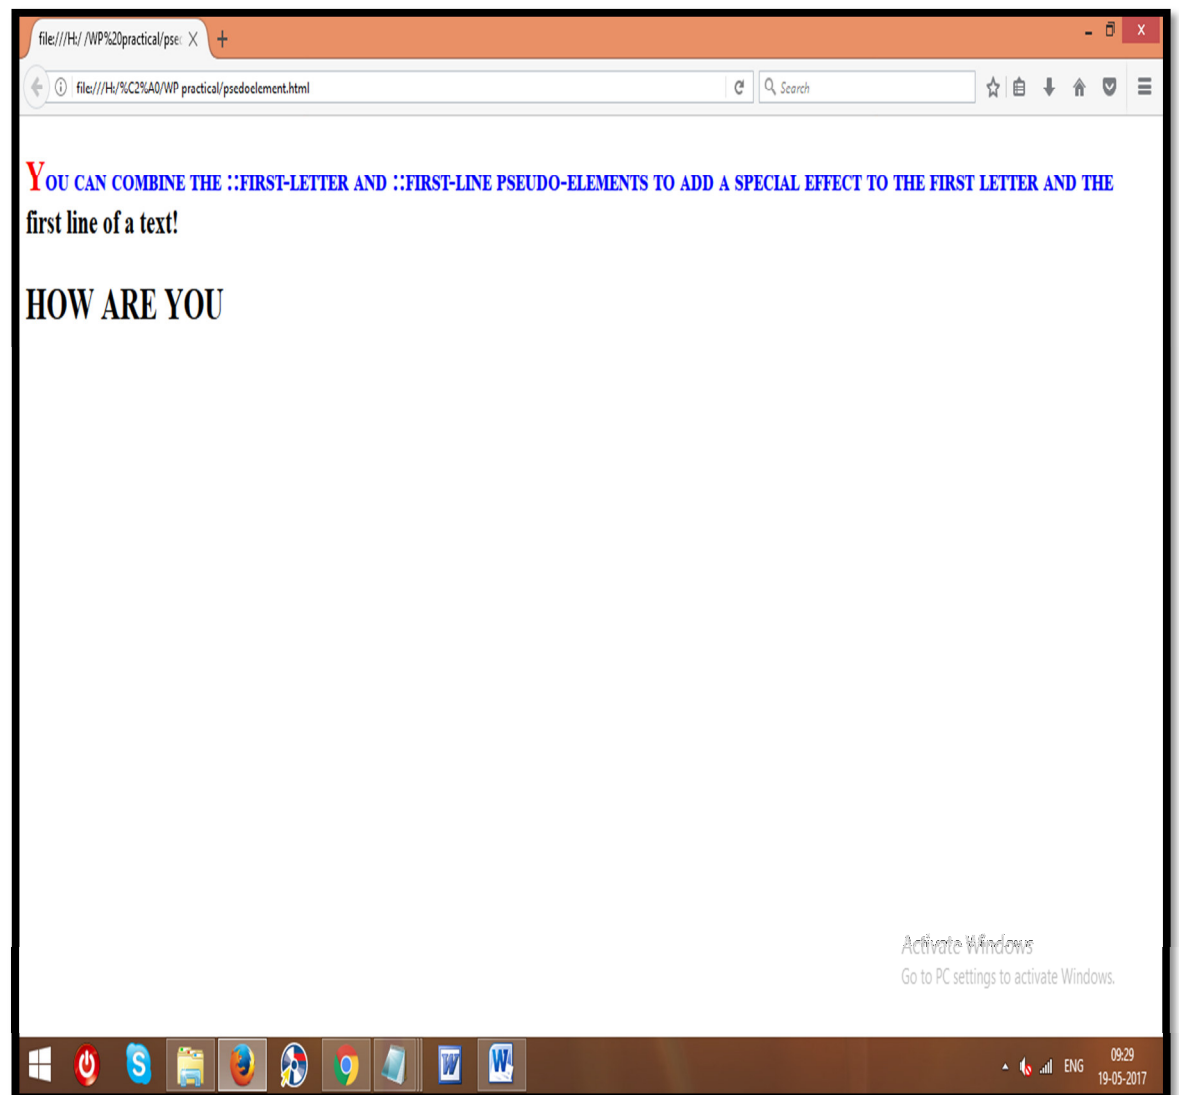 file:///H:/ /WP%20practical/psec
file:///H:/%C2%A0/WP practical/psedoelement.html
Search
You can combine the ::first-letter and ::first-line pseudo-elements to add a special effect to the first letter and the
first line of a text!
HOW ARE YOU
Activate Windows
Go to PC settings to activate Windows.
ENG
09:29
19-05-2017